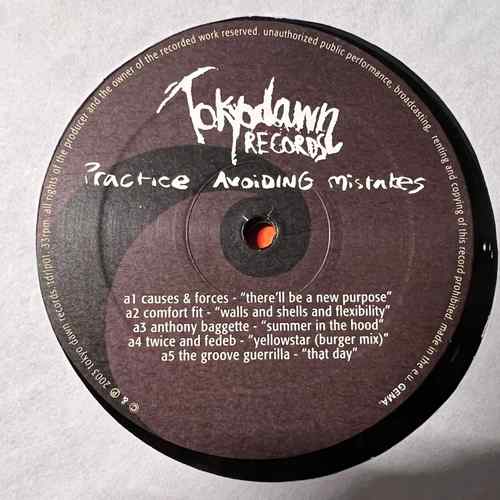 Tokyodawn
RECORDS
Practice AVOIDING mistakes
a1 causes & forces - "there'll be a new purpose"
a2 comfort fit - "walls and shells and flexibility"
a3 anthony baggette - "summer in the hood"
a4 twice and fedeb - "yellowstar (burger mix)"
a5 the groove guerrilla - "that day"
© & ℗ 2003 tokyo dawn records. tdlp01. 33rpm. all rights of the producer and the owner of the recorded work reserved. unauthorized public performance, broadcasting, renting and copying of this record prohibited. made in the e.u. GEMA.